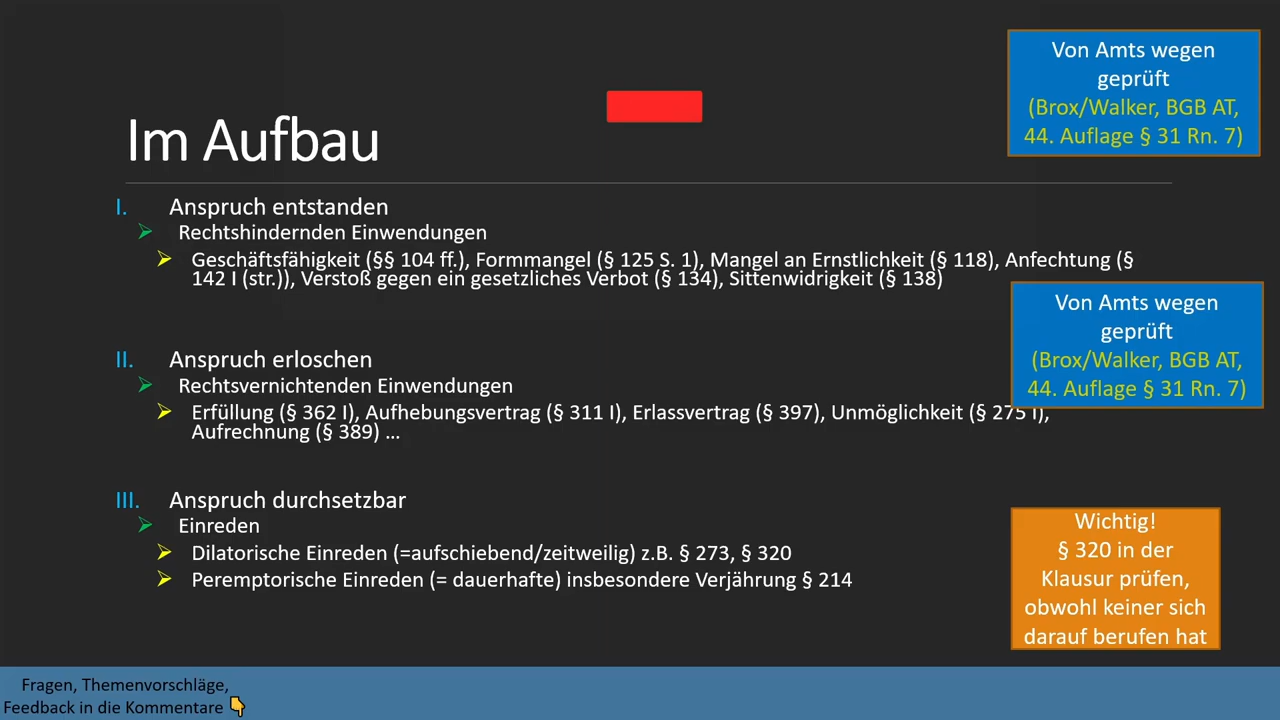 Von Amts wegen
geprüft
(Brox/Walker, BGB AT,
44. Auflage § 31 Rn. 7)
Im Aufbau
I. Anspruch entstanden
Rechtshindernden Einwendungen
Geschäftsfähigkeit (§§ 104 ff.), Formmangel (§ 125 S. 1), Mangel an Ernstlichkeit (§ 118), Anfechtung (§
142 I (str.)), Verstoß gegen ein gesetzliches Verbot (§ 134), Sittenwidrigkeit (§ 138)
Von Amts wegen
geprüft
(Brox/Walker, BGB AT,
44. Auflage § 31 Rn. 7)
II. Anspruch erloschen
Rechtsvernichtenden Einwendungen
Erfüllung (§ 362 I), Aufhebungsvertrag (§ 311 I), Erlassvertrag (§ 397), Unmöglichkeit (§ 275 I),
Aufrechnung (§ 389) ...
III. Anspruch durchsetzbar
Einreden
Dilatorische Einreden (=aufschiebend/zeitweilig) z.B. § 273, § 320
Peremptorische Einreden (= dauerhafte) insbesondere Verjährung § 214
Wichtig!
§ 320 in der
Klausur prüfen,
obwohl keiner sich
darauf berufen hat
Fragen, Themenvorschläge,
Feedback in die Kommentare 👇